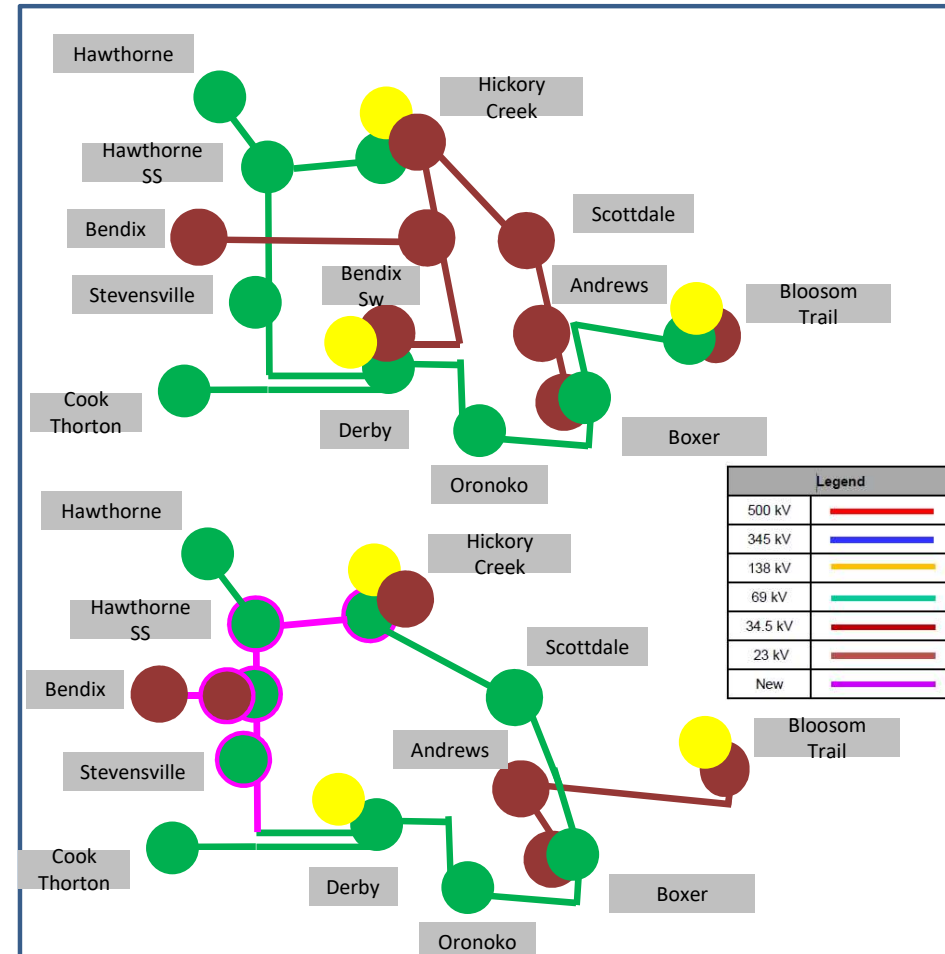 Hawthorne
Hickory
Creek
Hawthorne
SS
Scottdale
Bendix
Bendix
Sw
Andrews
Bloosom
Trail
Stevensville
Cook
Thorton
Derby
Boxer
Oronoko
Legend
500 kV
345 kV
138 kV
69 kV
34.5 kV
23 kV
New
Hawthorne
Hickory
Creek
Hawthorne
SS
Scottdale
Bendix
Bloosom
Trail
Andrews
Stevensville
Cook
Thorton
Derby
Boxer
Oronoko